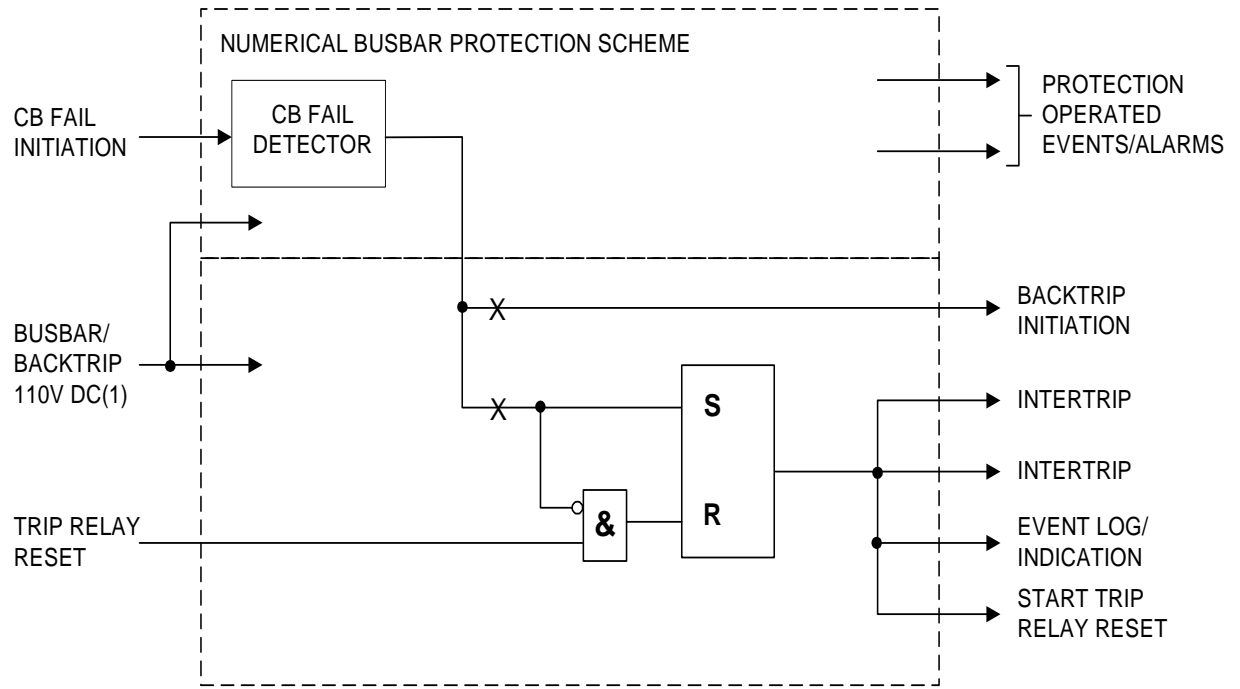 NUMERICAL BUSBAR PROTECTION SCHEME
CB FAIL
INITIATION
CB FAIL
DETECTOR
PROTECTION
OPERATED
EVENTS/ALARMS
BUSBAR/
BACKTRIP
110V DC(1)
X
BACKTRIP
INITIATION
X
S
R
&
INTERTRIP
INTERTRIP
TRIP RELAY
RESET
EVENT LOG/
INDICATION
START TRIP
RELAY RESET